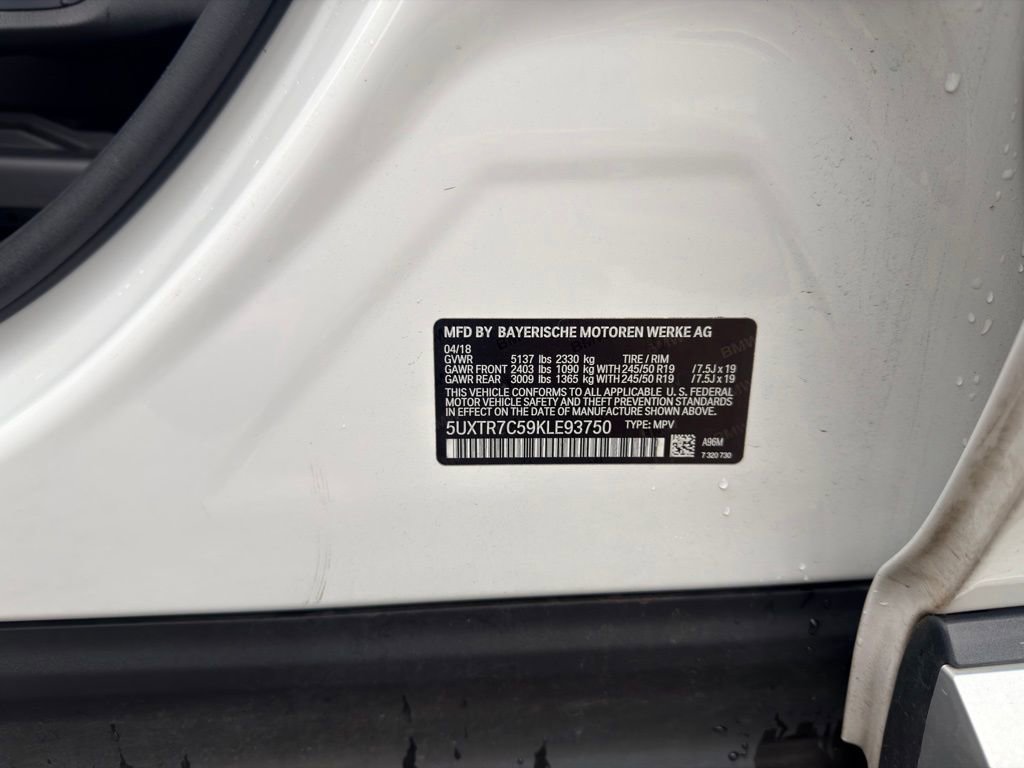 MFD BY BAYERISCHE MOTOREN WERKE AG
04/18
GVWR 5137 lbs 2330 kg TIRE / RIM
GAWR FRONT 2403 lbs 1090 kg WITH 245/50 R19 /7.5J x 19
GAWR REAR 3009 lbs 1365 kg WITH 245/50 R19 /7.5J x 19
THIS VEHICLE CONFORMS TO ALL APPLICABLE U. S. FEDERAL
MOTOR VEHICLE SAFETY AND THEFT PREVENTION STANDARDS
IN EFFECT ON THE DATE OF MANUFACTURE SHOWN ABOVE.
5UXTR7C59KLE93750 TYPE: MPV
A96M
7 320 730